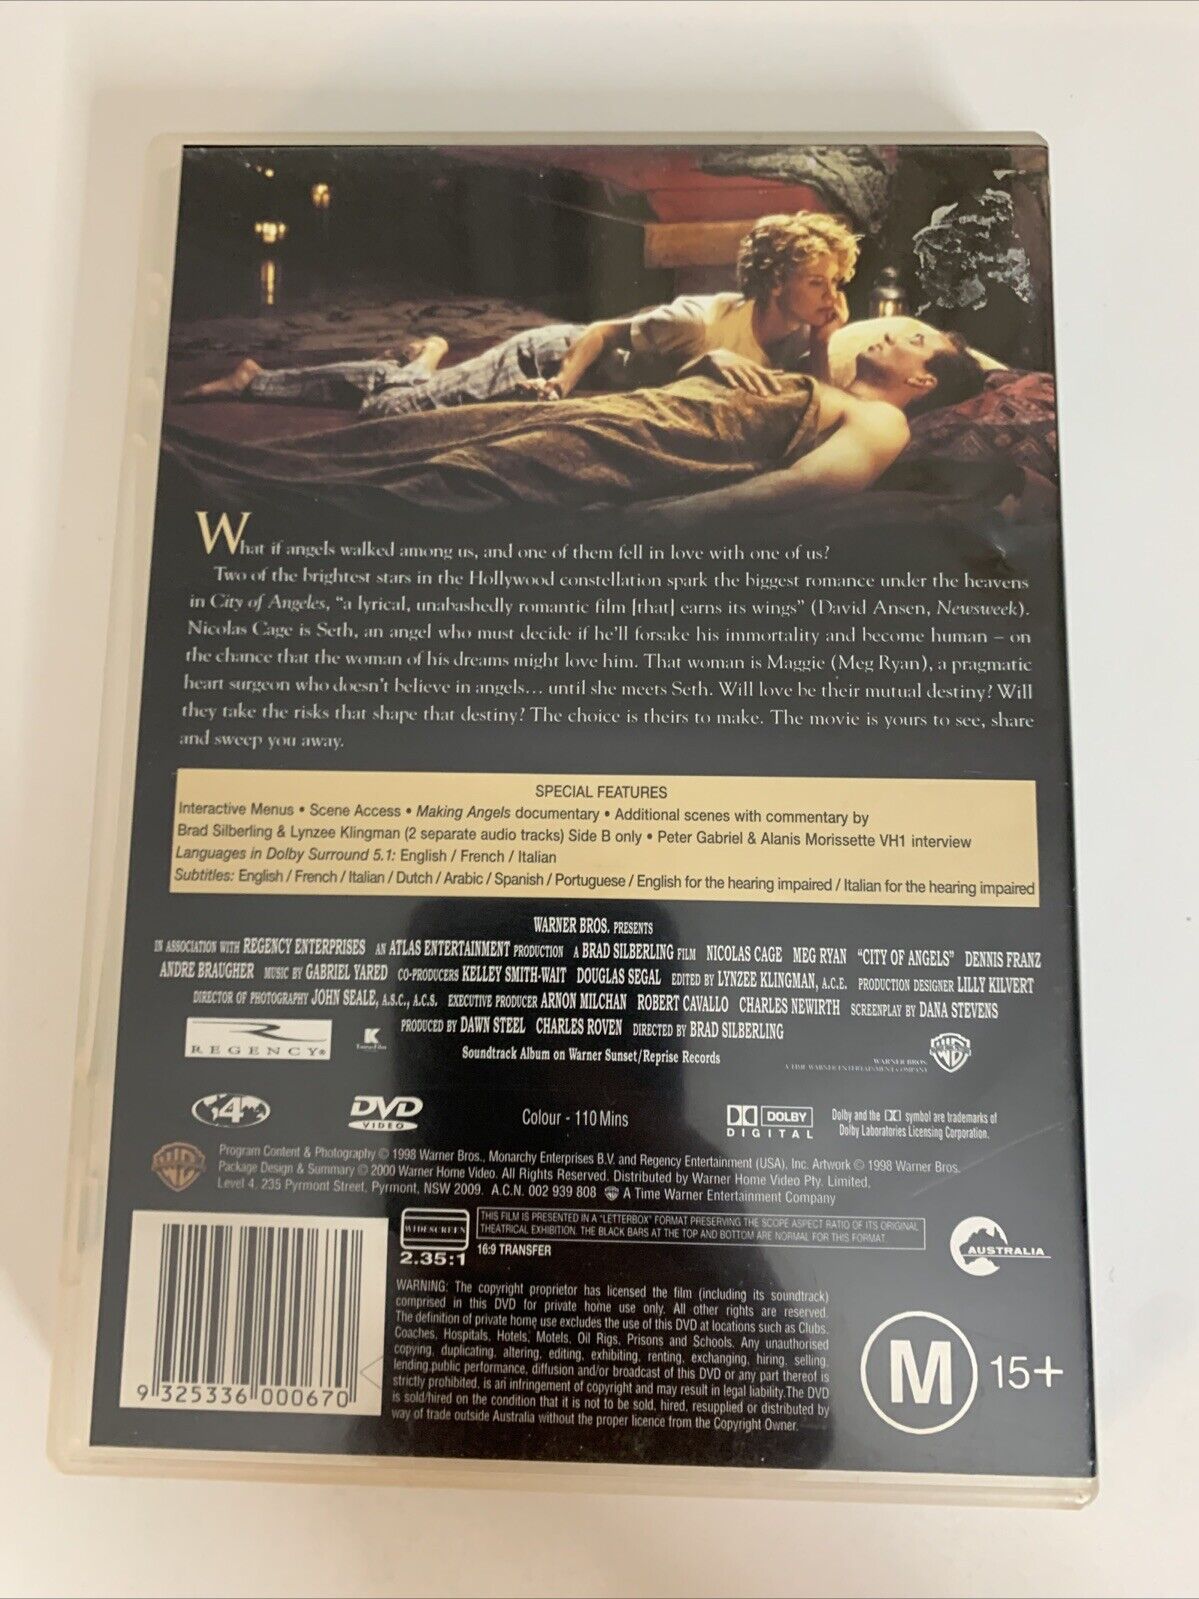 What if angels walked among us, and one of them fell in love with one of us?
Two of the brightest stars in the Hollywood constellation spark the biggest romance under the heavens
in City of Angeles, “a lyrical, unabashedly romantic film [that] earns its wings” (David Ansen, Newsweek).
Nicolas Cage is Seth, an angel who must decide if he'll forsake his immortality and become human – on
the chance that the woman of his dreams might love him. That woman is Maggie (Meg Ryan), a pragmatic
heart surgeon who doesn't believe in angels... until she meets Seth. Will love be their mutual destiny? Will
they take the risks that shape that destiny? The choice is theirs to make. The movie is yours to see, share
and sweep you away.
SPECIAL FEATURES
Interactive Menus • Scene Access • Making Angels documentary • Additional scenes with commentary by
Brad Silberling & Lynzee Klingman (2 separate audio tracks) Side B only • Peter Gabriel & Alanis Morissette VH1 interview
Languages in Dolby Surround 5.1: English / French / Italian
Subtitles: English / French / Italian / Dutch / Arabic / Spanish / Portuguese / English for the hearing impaired / Italian for the hearing impaired
WARNER BROS. PRESENTS
IN ASSOCIATION WITH REGENCY ENTERPRISES AN ATLAS ENTERTAINMENT PRODUCTION A BRAD SILBERLING FILM NICOLAS CAGE MEG RYAN “CITY OF ANGELS” DENNIS FRANZ
ANDRE BRAUGHER MUSIC BY GABRIEL YARED CO-PRODUCERS KELLEY SMITH-WAIT DOUGLAS SEGAL EDITED BY LYNZEE KLINGMAN, A.C.E. PRODUCTION DESIGNER LILLY KILVERT
DIRECTOR OF PHOTOGRAPHY JOHN SEALE, A.S.C., A.C.S. EXECUTIVE PRODUCER ARNON MILCHAN ROBERT CAVALLO CHARLES NEWIRTH SCREENPLAY BY DANA STEVENS
PRODUCED BY DAWN STEEL CHARLES ROVEN DIRECTED BY BRAD SILBERLING
REGENCY®
K
Soundtrack Album on Warner Sunset/Reprise Records
WARNER BROS.
A TIME WARNER ENTERTAINMENT COMPANY
4
DVD
VIDEO
Colour - 110 Mins
DOLBY
DIGITAL
Dolby and the DD symbol are trademarks of
Dolby Laboratories Licensing Corporation.
Program Content & Photography © 1998 Warner Bros., Monarchy Enterprises B.V. and Regency Entertainment (USA), Inc. Artwork © 1998 Warner Bros.
Package Design & Summary © 2000 Warner Home Video. All Rights Reserved. Distributed by Warner Home Video Pty. Limited.
Level 4, 235 Pyrmont Street, Pyrmont, NSW 2009. A.C.N. 002 939 808 A Time Warner Entertainment Company
WIDESCREEN
2.35:1
THIS FILM IS PRESENTED IN A "LETTERBOX" FORMAT PRESERVING THE SCOPE ASPECT RATIO OF ITS ORIGINAL
THEATRICAL EXHIBITION. THE BLACK BARS AT THE TOP AND BOTTOM ARE NORMAL FOR THIS FORMAT
16:9 TRANSFER
AUSTRALIA
WARNING: The copyright proprietor has licensed the film (including its soundtrack)
comprised in this DVD for private home use only. All other rights are reserved.
The definition of private home use excludes the use of this DVD at locations such as Clubs.
Coaches, Hospitals, Hotels, Motels, Oil Rigs, Prisons and Schools. Any unauthorised
copying, duplicating, altering, editing, exhibiting, renting, exchanging, hiring, selling,
lending,public performance, diffusion and/or broadcast of this DVD or any part thereof is
strictly prohibited, is an infringement of copyright and may result in legal liability.The DVD
is sold/hired on the condition that it is not to be sold, hired, resupplied or distributed by
way of trade outside Australia without the proper licence from the Copyright Owner.
9 325336 000670
M 15+